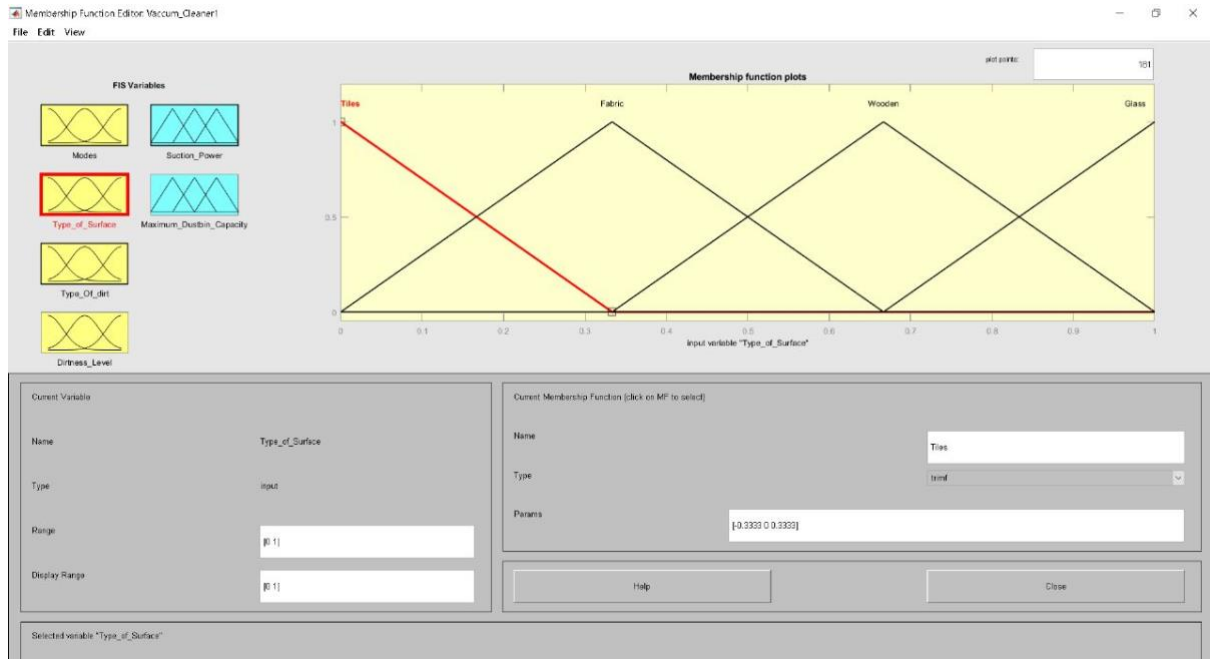 Membership Function Editor: Vaccum_Cleaner1
File Edit View
FIS Variables
Modes
Suction_Power
Type_of_Surface
Maximum_Dustbin_Capacity
Type_Of_dirt
Dirtness_Level
plot points:
181
Membership function plots
Tiles
Fabric
Wooden
Glass
1
0.5
0
0 0.1 0.2 0.3 0.4 0.5 0.6 0.7 0.8 0.9 1
input variable "Type_of_Surface"
Current Variable
Name Type_of_Surface
Type input
Range [0 1]
Display Range [0 1]
Current Membership Function (click on MF to select)
Name Tiles
Type trimf
Params [-0.3333 0 0.3333]
Help
Close
Selected variable "Type_of_Surface"